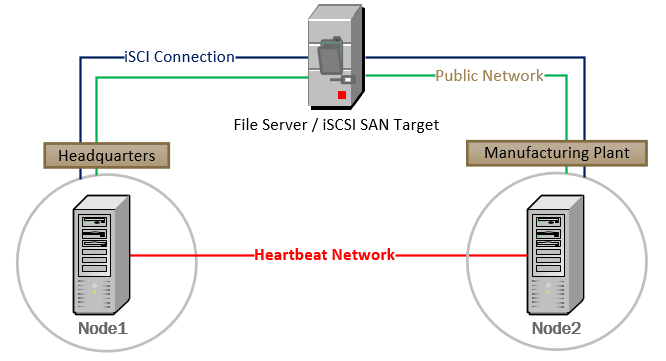 iSCI Connection
Public Network
File Server / iSCSI SAN Target
Headquarters
Manufacturing Plant
Heartbeat Network
Node1
Node2